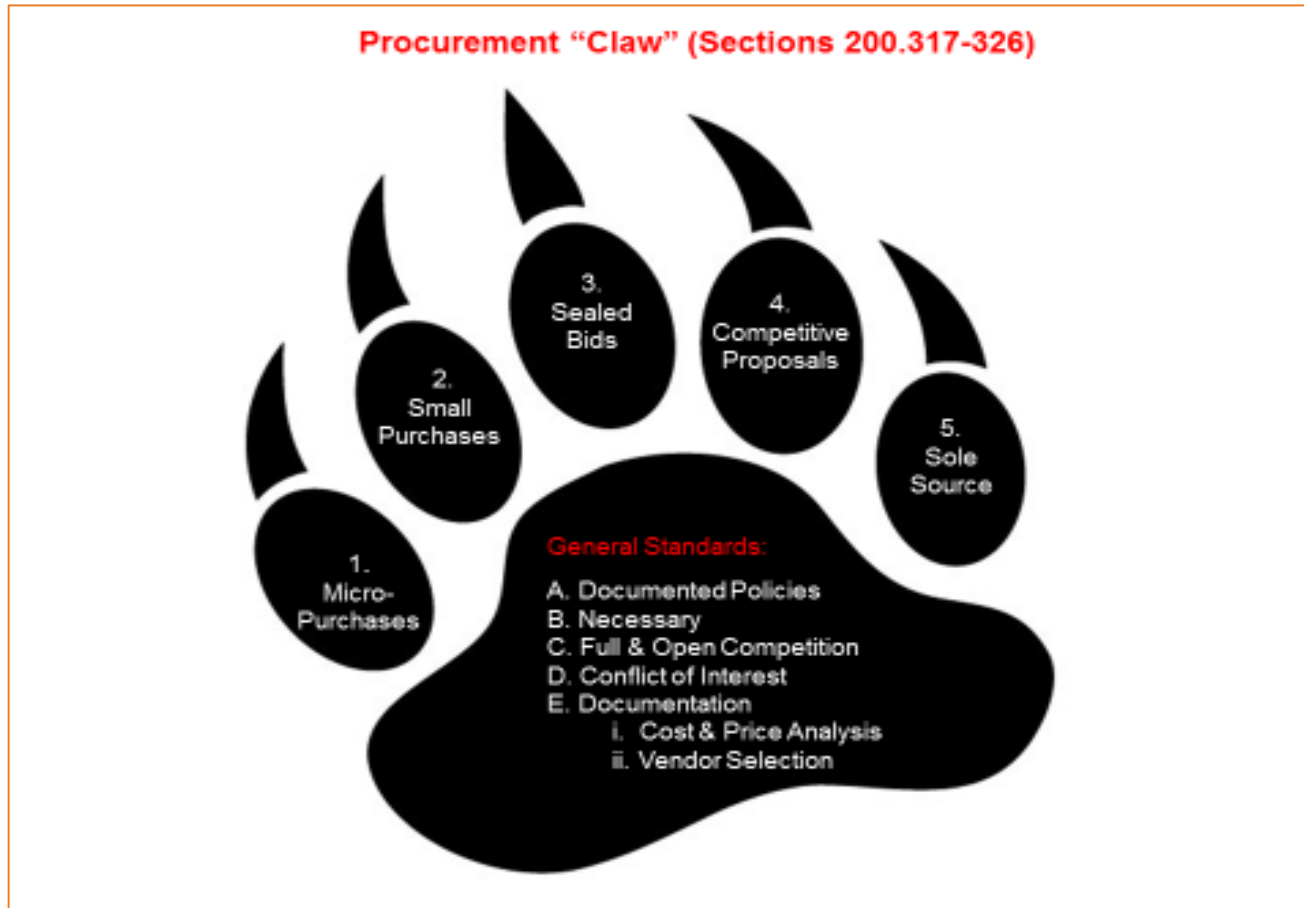 Procurement “Claw” (Sections 200.317-326)
1.
Micro-
Purchases
2.
Small
Purchases
3.
Sealed
Bids
4.
Competitive
Proposals
5.
Sole
Source
General Standards:
A. Documented Policies
B. Necessary
C. Full & Open Competition
D. Conflict of Interest
E. Documentation
i. Cost & Price Analysis
ii. Vendor Selection